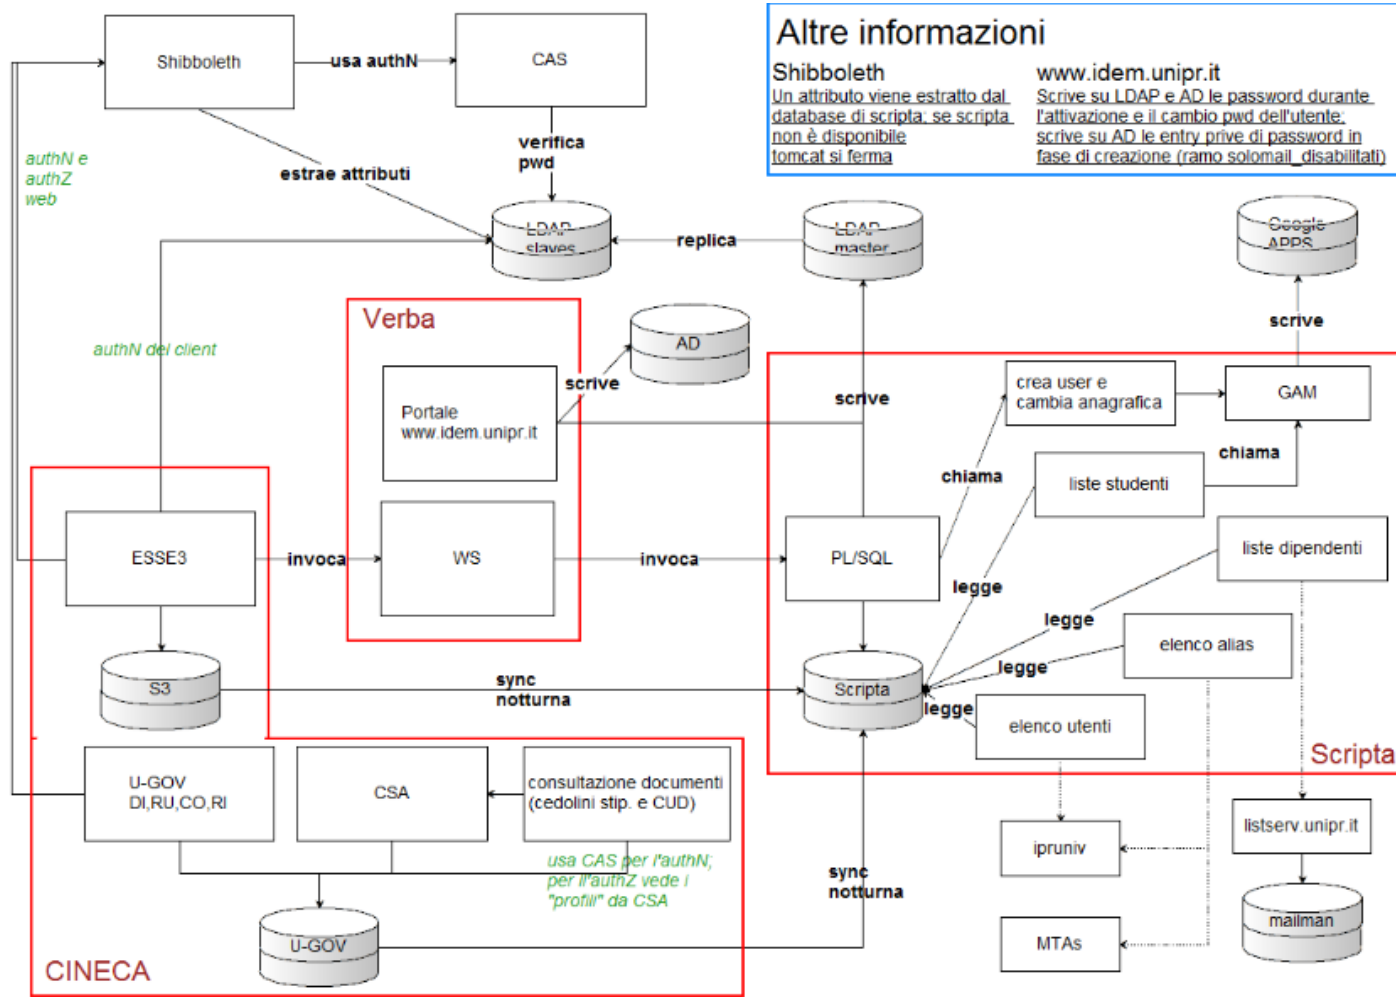 Altre informazioni
Shibboleth
Un attributo viene estratto dal
database di scripta; se scripta
non è disponibile
tomcat si ferma
www.idem.unipr.it
Scrive su LDAP e AD le password durante
l'attivazione e il cambio pwd dell'utente;
scrive su AD le entry prive di password in
fase di creazione (ramo solomail_disabilitati)
Shibboleth
usa authN
CAS
authN e
authZ
web
estrae attributi
verifica
pwd
LDAP
slaves
replica
LDAP
master
Google
APPS
authN del client
Verba
AD
scrive
Portale
www.idem.unipr.it
scrive
scrive
crea user e
cambia anagrafica
GAM
chiama
chiama
liste studenti
ESSE3
invoca
WS
invoca
PL/SQL
legge
liste dipendenti
legge
elenco alias
legge
S3
sync
notturna
Scripta
legge
elenco utenti
Scripta
U-GOV
DI,RU,CO,RI
CSA
consultazione documenti
(cedolini stip. e CUD)
usa CAS per l'authN;
per l'authZ vede i
"profili" da CSA
sync
notturna
ipruniv
listserv.unipr.it
U-GOV
MTAs
mailman
CINECA